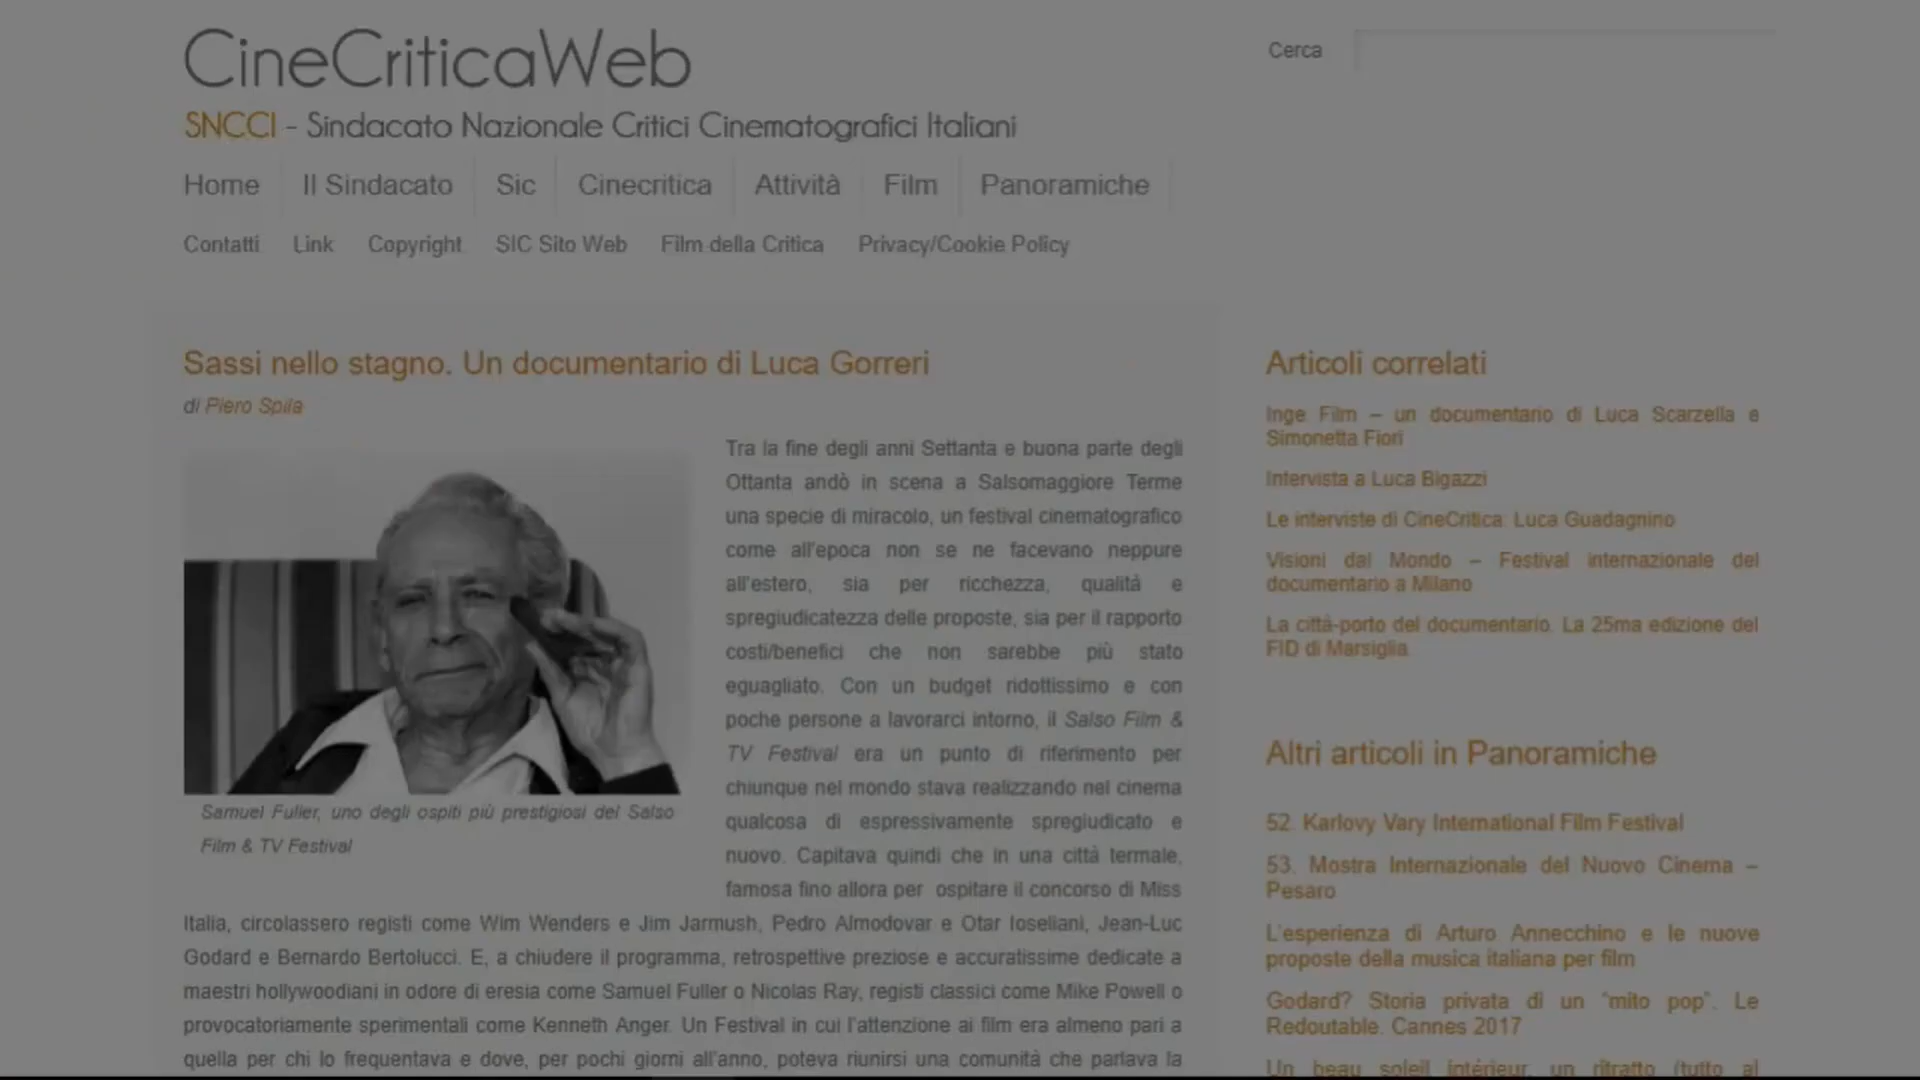 CineCriticaWeb
Cerca
SNCCI - Sindacato Nazionale Critici Cinematografici Italiani
Home Il Sindacato Sic Cinecritica Attività Film Panoramiche
Contatti Link Copyright SIC Sito Web Film della Critica Privacy/Cookie Policy
Sassi nello stagno. Un documentario di Luca Gorreri
di Piero Spila
Samuel Fuller, uno degli ospiti più prestigiosi del Salso
Film & TV Festival
Tra la fine degli anni Settanta e buona parte degli
Ottanta andò in scena a Salsomaggiore Terme
una specie di miracolo, un festival cinematografico
come all'epoca non se ne facevano neppure
all'estero, sia per ricchezza, qualità e
spregiudicatezza delle proposte, sia per il rapporto
costi/benefici che non sarebbe più stato
eguagliato. Con un budget ridottissimo e con
poche persone a lavorarci intorno, il Salso Film &
TV Festival era un punto di riferimento per
chiunque nel mondo stava realizzando nel cinema
qualcosa di espressivamente spregiudicato e
nuovo. Capitava quindi che in una città termale,
famosa fino allora per ospitare il concorso di Miss
Italia, circolassero registi come Wim Wenders e Jim Jarmush, Pedro Almodovar e Otar Ioseliani, Jean-Luc
Godard e Bernardo Bertolucci. E, a chiudere il programma, retrospettive preziose e accuratissime dedicate a
maestri hollywoodiani in odore di eresia come Samuel Fuller o Nicolas Ray, registi classici come Mike Powell o
provocatoriamente sperimentali come Kenneth Anger. Un Festival in cui l'attenzione ai film era almeno pari a
quella per chi lo frequentava e dove, per pochi giorni all'anno, poteva riunirsi una comunità che parlava la
Articoli correlati
Inge Film – un documentario di Luca Scarzella e
Simonetta Fiori
Intervista a Luca Bigazzi
Le interviste di CineCritica: Luca Guadagnino
Visioni dal Mondo – Festival internazionale del
documentario a Milano
La città-porto del documentario. La 25ma edizione del
FID di Marsiglia
Altri articoli in Panoramiche
52. Karlovy Vary International Film Festival
53. Mostra Internazionale del Nuovo Cinema –
Pesaro
L'esperienza di Arturo Annecchino e le nuove
proposte della musica italiana per film
Godard? Storia privata di un "mito pop". Le
Redoutable. Cannes 2017
Un beau soleil intérieur, un ritratto (tutto al